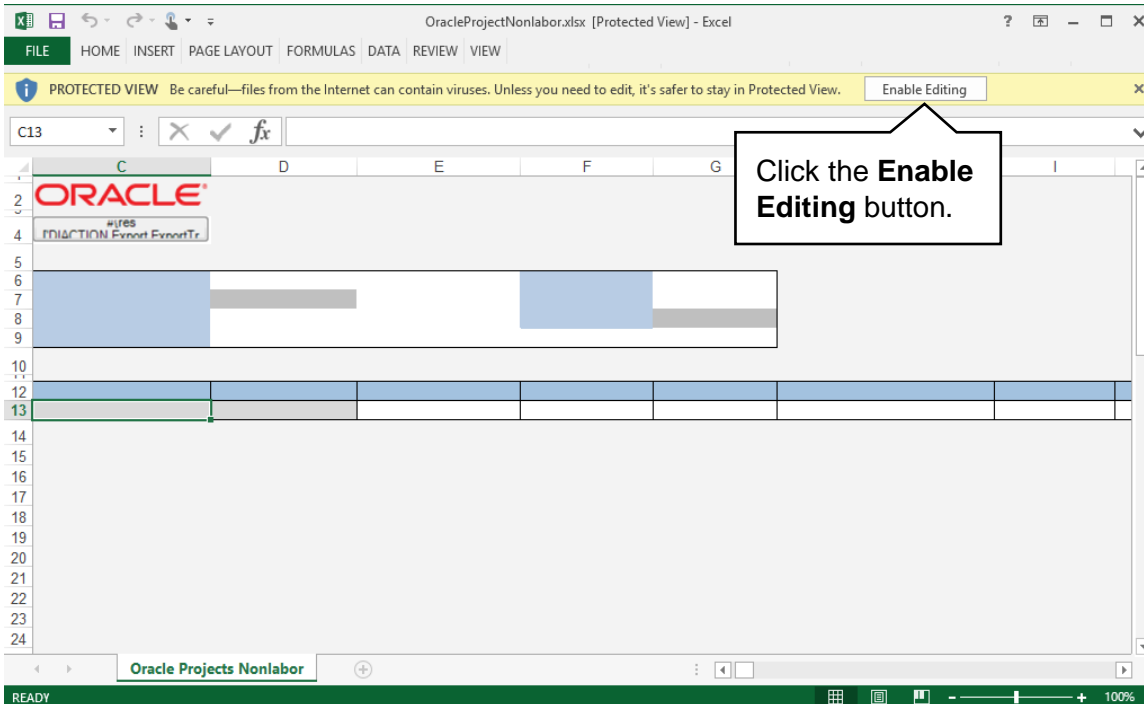 OracleProjectNonlabor.xlsx [Protected View] - Excel
?
FILE HOME INSERT PAGE LAYOUT FORMULAS DATA REVIEW VIEW
PROTECTED VIEW Be careful—files from the Internet can contain viruses. Unless you need to edit, it's safer to stay in Protected View. Enable Editing
C13 fx
Click the Enable
Editing button.
C D E F G I
2 ORACLE
4
5
6
7
8
9
10
12
13
14
15
16
17
18
19
20
21
22
23
24
Oracle Projects Nonlabor
READY 100%